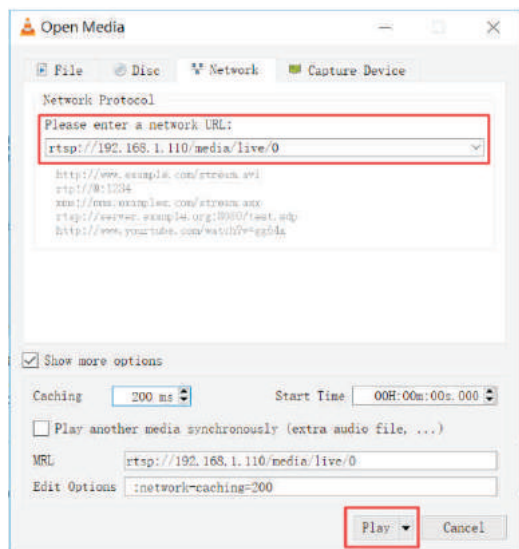 Open Media
File Disc Network Capture Device
Network Protocol
Please enter a network URL:
rtsp://192.168.1.110/media/live/0
http://www.example.com/stream.avi
rtp://@:1234
mms://mms.examples.com/stream.asx
rtsp://server.example.org:8080/test.sdp
http://www.yourtube.com/watch?v=gg64x
Show more options
Caching 200 ms Start Time 00H:00m:00s.000
Play another media synchronously (extra audio file, ...)
MRL rtsp://192.168.1.110/media/live/0
Edit Options :network-caching=200
Play Cancel